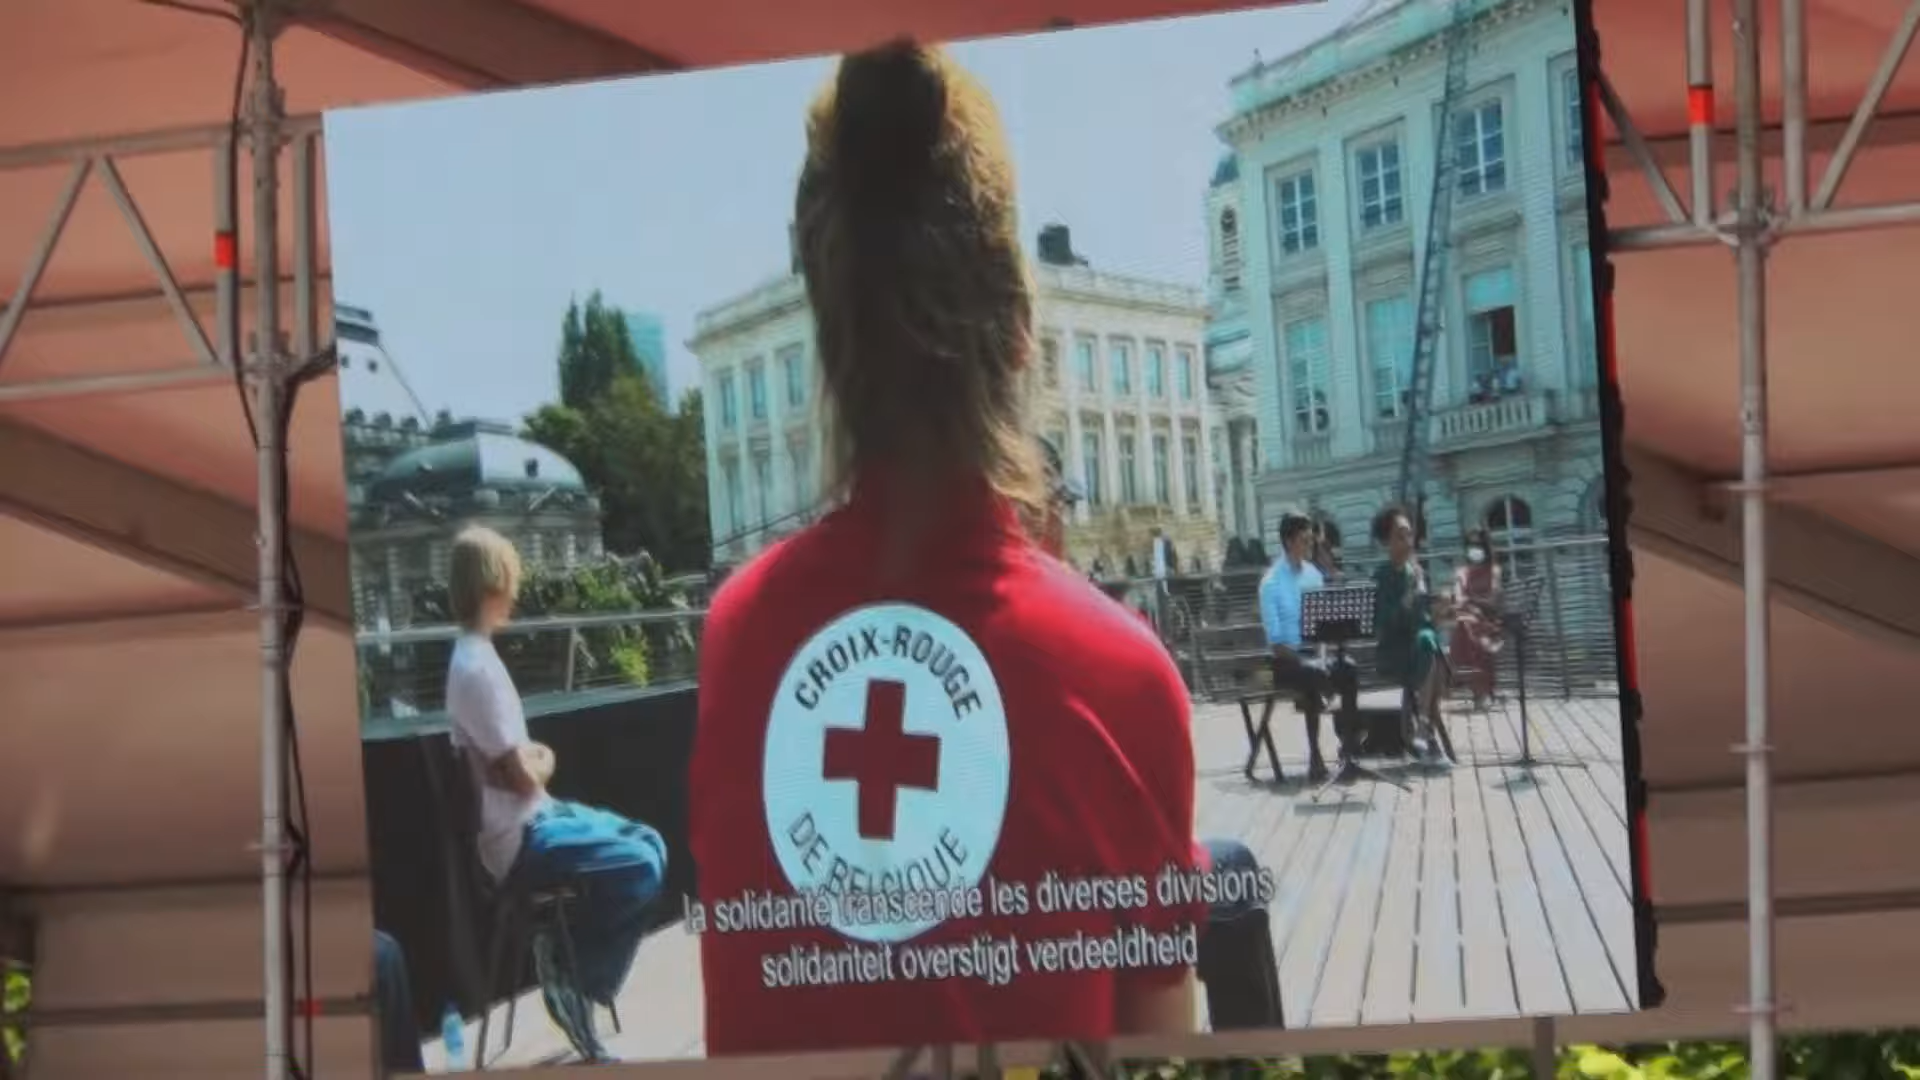 CROIX-ROUGE
DE BELGIQUE
la solidarité transcende les diverses divisions
solidariteit overstijgt verdeeldheid